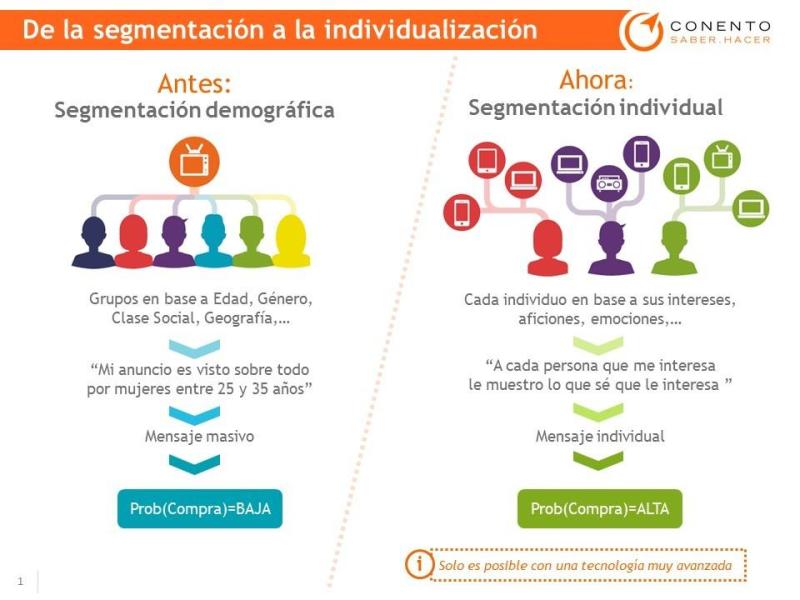 De la segmentación a la individualización
CONENTO
SABER.HACER
Antes:
Segmentación demográfica
Grupos en base a Edad, Género,
Clase Social, Geografía,...
“Mi anuncio es visto sobre todo
por mujeres entre 25 y 35 años”
Mensaje masivo
Prob(Compra)=BAJA
Ahora:
Segmentación individual
Cada individuo en base a sus intereses,
aficiones, emociones,...
“A cada persona que me interesa
le muestro lo que sé que le interesa ”
Mensaje individual
Prob(Compra)=ALTA
i Solo es posible con una tecnología muy avanzada
1